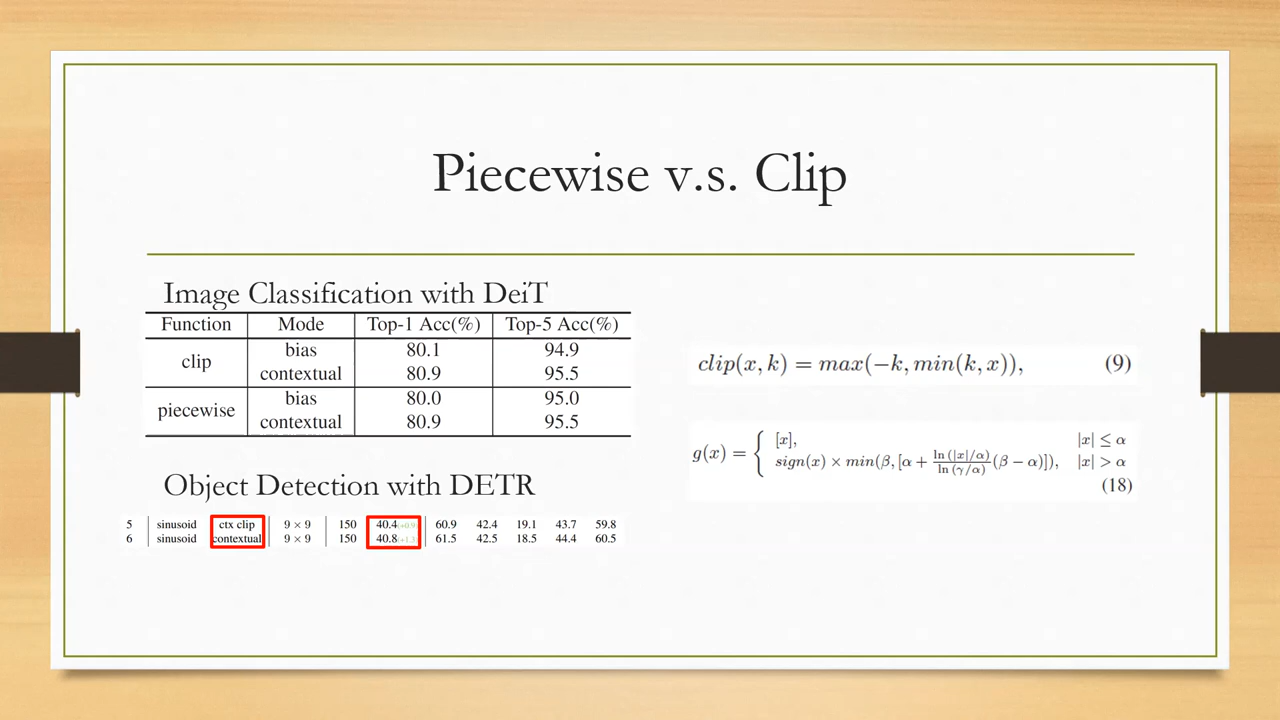 Piecewise v.s. Clip
Image Classification with DeiT
Function Mode Top-1 Acc(%) Top-5 Acc(%)
clip bias 80.1 94.9
contextual 80.9 95.5
piecewise bias 80.0 95.0
contextual 80.9 95.5
clip(x, k) = max(−k, min(k, x)), (9)
g(x) = { [x], |x| ≤ α
sign(x) × min(β, [α + ln (|x|/α) / ln (γ/α) (β − α)]), |x| > α
(18)
Object Detection with DETR
5 sinusoid ctx clip 9 × 9 150 40.4(+0.9) 60.9 42.4 19.1 43.7 59.8
6 sinusoid contextual 9 × 9 150 40.8(+1.3) 61.5 42.5 18.5 44.4 60.5